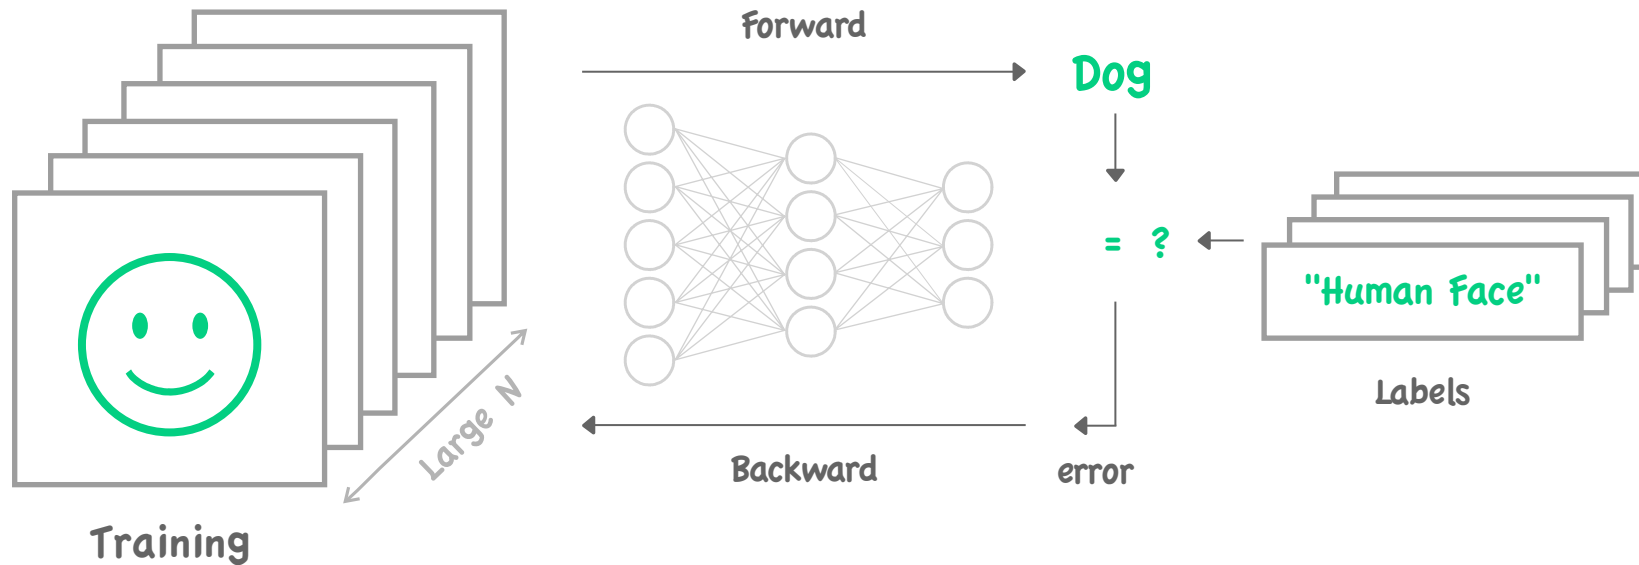 Forward
Dog
= ?
"Human Face"
Labels
Large N
Backward
error
Training